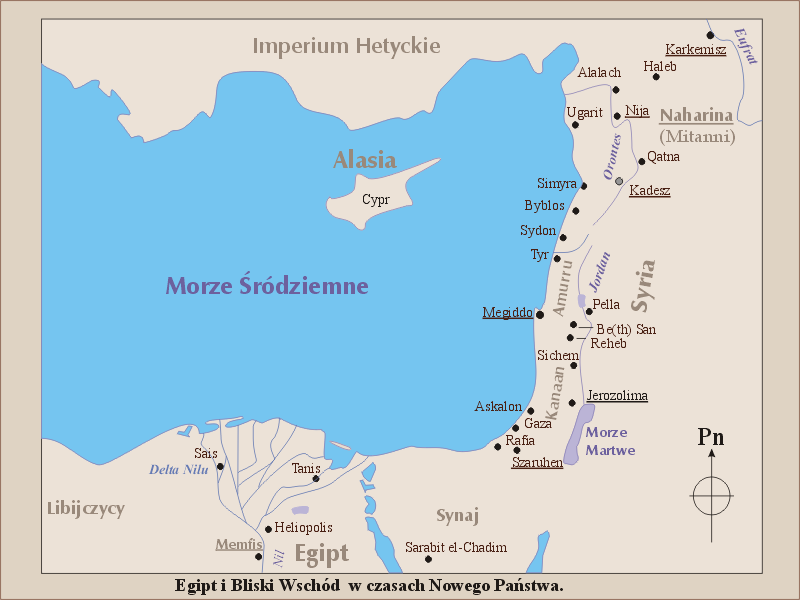 Imperium Hetyckie
Karkemisz
Eufrat
Haleb
Alalach
Ugarit
Nija
Naharina
(Mitanni)
Orontes
Alasia
Qatna
Cypr
Simyra
Kadesz
Byblos
Sydon
Tyr
Jordan
Amurru
Syria
Morze Śródziemne
Pella
Megiddo
Be(th) San
Reheb
Sichem
Kanaan
Jerozolima
Askalon
Gaza
Rafia
Morze
Martwe
Pn
Szaruhen
Sais
Delta Nilu
Tanis
Libijczycy
Synaj
Heliopolis
Memfis
Nil
Egipt
Sarabit el-Chadim
Egipt i Bliski Wschód w czasach Nowego Państwa.